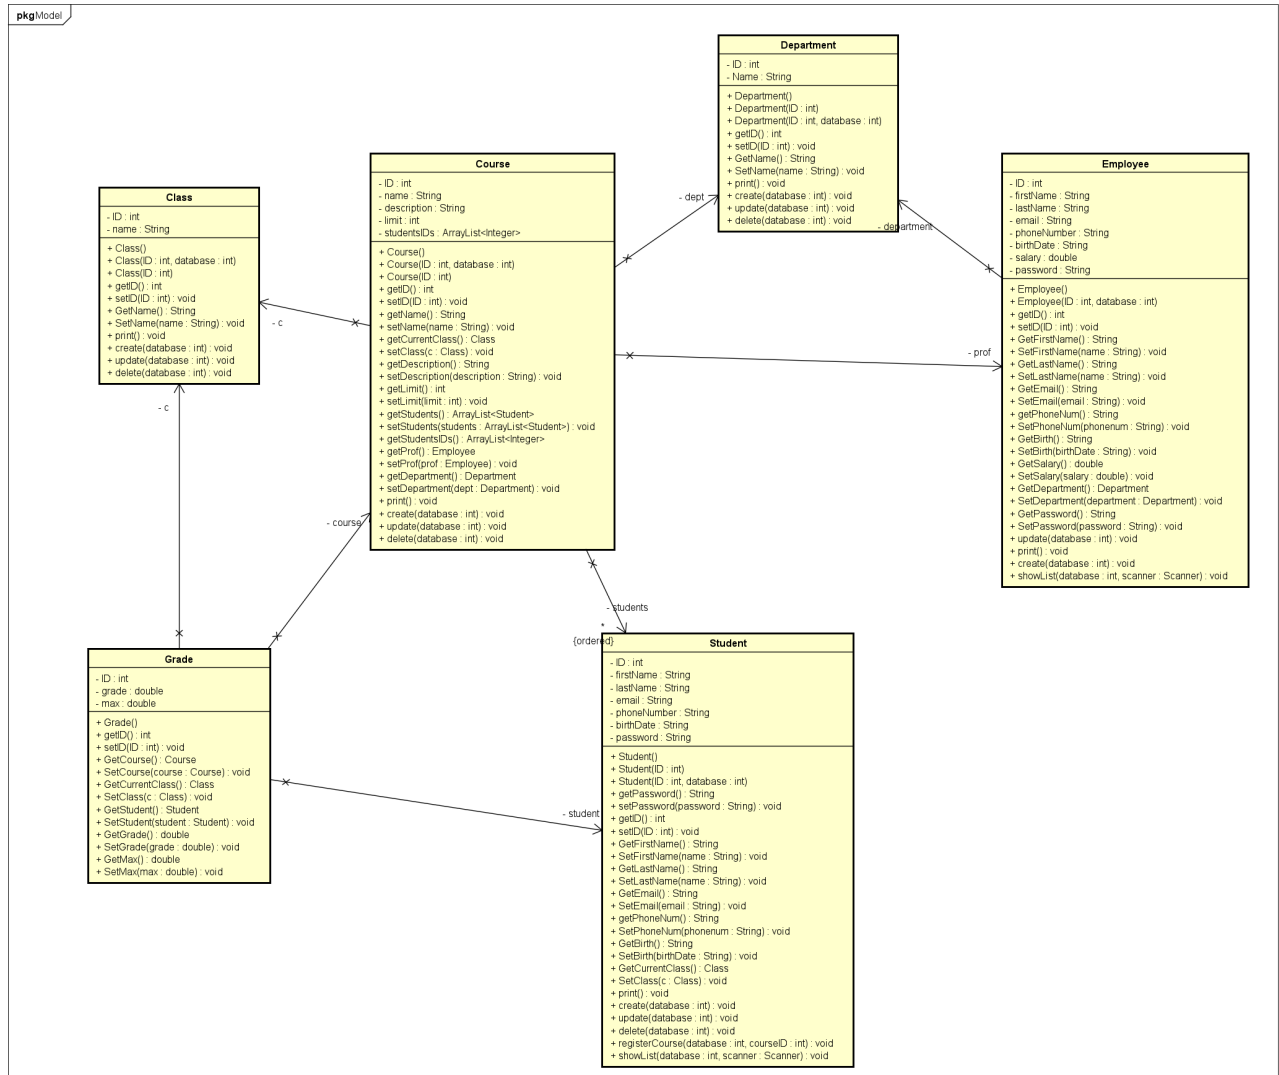 pkg Model
Department
- ID : int
- Name : String
+ Department()
+ Department(ID : int)
+ Department(ID : int, database : int)
+ getID() : int
+ setID(ID : int) : void
+ GetName() : String
+ SetName(name : String) : void
+ print() : void
+ create(database : int) : void
+ update(database : int) : void
+ delete(database : int) : void
Course
- ID : int
- name : String
- description : String
- limit : int
- studentsIDs : ArrayList<Integer>
+ Course()
+ Course(ID : int, database : int)
+ Course(ID : int)
+ getID() : int
+ setID(ID : int) : void
+ getName() : String
+ setName(name : String) : void
+ getCurrentClass() : Class
+ setClass(c : Class) : void
+ getDescription() : String
+ setDescription(description : String) : void
+ getLimit() : int
+ setLimit(limit : int) : void
+ getStudents() : ArrayList<Student>
+ setStudents(students : ArrayList<Student>) : void
+ getStudentsIDs() : ArrayList<Integer>
+ getProf() : Employee
+ setProf(prof : Employee) : void
+ getDepartment() : Department
+ setDepartment(dept : Department) : void
+ print() : void
+ create(database : int) : void
+ update(database : int) : void
+ delete(database : int) : void
Employee
- ID : int
- firstName : String
- lastName : String
- email : String
- phoneNumber : String
- birthDate : String
- salary : double
- password : String
+ Employee()
+ Employee(ID : int, database : int)
+ getID() : int
+ setID(ID : int) : void
+ GetFirstName() : String
+ SetFirstName(name : String) : void
+ GetLastName() : String
+ SetLastName(name : String) : void
+ GetEmail() : String
+ SetEmail(email : String) : void
+ getPhoneNum() : String
+ SetPhoneNum(phonenum : String) : void
+ GetBirth() : String
+ SetBirth(birthDate : String) : void
+ GetSalary() : double
+ SetSalary(salary : double) : void
+ GetDepartment() : Department
+ SetDepartment(department : Department) : void
+ GetPassword() : String
+ SetPassword(password : String) : void
+ update(database : int) : void
+ print() : void
+ create(database : int) : void
+ showList(database : int, scanner : Scanner) : void
Class
- ID : int
- name : String
+ Class()
+ Class(ID : int, database : int)
+ Class(ID : int)
+ getID() : int
+ setID(ID : int) : void
+ GetName() : String
+ SetName(name : String) : void
+ print() : void
+ create(database : int) : void
+ update(database : int) : void
+ delete(database : int) : void
- dept
- department
- c
- prof
- c
- course
- students
*
{ordered}
Grade
- ID : int
- grade : double
- max : double
+ Grade()
+ getID() : int
+ setID(ID : int) : void
+ GetCourse() : Course
+ SetCourse(course : Course) : void
+ GetCurrentClass() : Class
+ SetClass(c : Class) : void
+ GetStudent() : Student
+ SetStudent(student : Student) : void
+ GetGrade() : double
+ SetGrade(grade : double) : void
+ GetMax() : double
+ SetMax(max : double) : void
- student
Student
- ID : int
- firstName : String
- lastName : String
- email : String
- phoneNumber : String
- birthDate : String
- password : String
+ Student()
+ Student(ID : int)
+ Student(ID : int, database : int)
+ getPassword() : String
+ setPassword(password : String) : void
+ getID() : int
+ setID(ID : int) : void
+ GetFirstName() : String
+ SetFirstName(name : String) : void
+ GetLastName() : String
+ SetLastName(name : String) : void
+ GetEmail() : String
+ SetEmail(email : String) : void
+ getPhoneNum() : String
+ SetPhoneNum(phonenum : String) : void
+ GetBirth() : String
+ SetBirth(birthDate : String) : void
+ GetCurrentClass() : Class
+ SetClass(c : Class) : void
+ print() : void
+ create(database : int) : void
+ update(database : int) : void
+ delete(database : int) : void
+ registerCourse(database : int, courseID : int) : void
+ showList(database : int, scanner : Scanner) : void